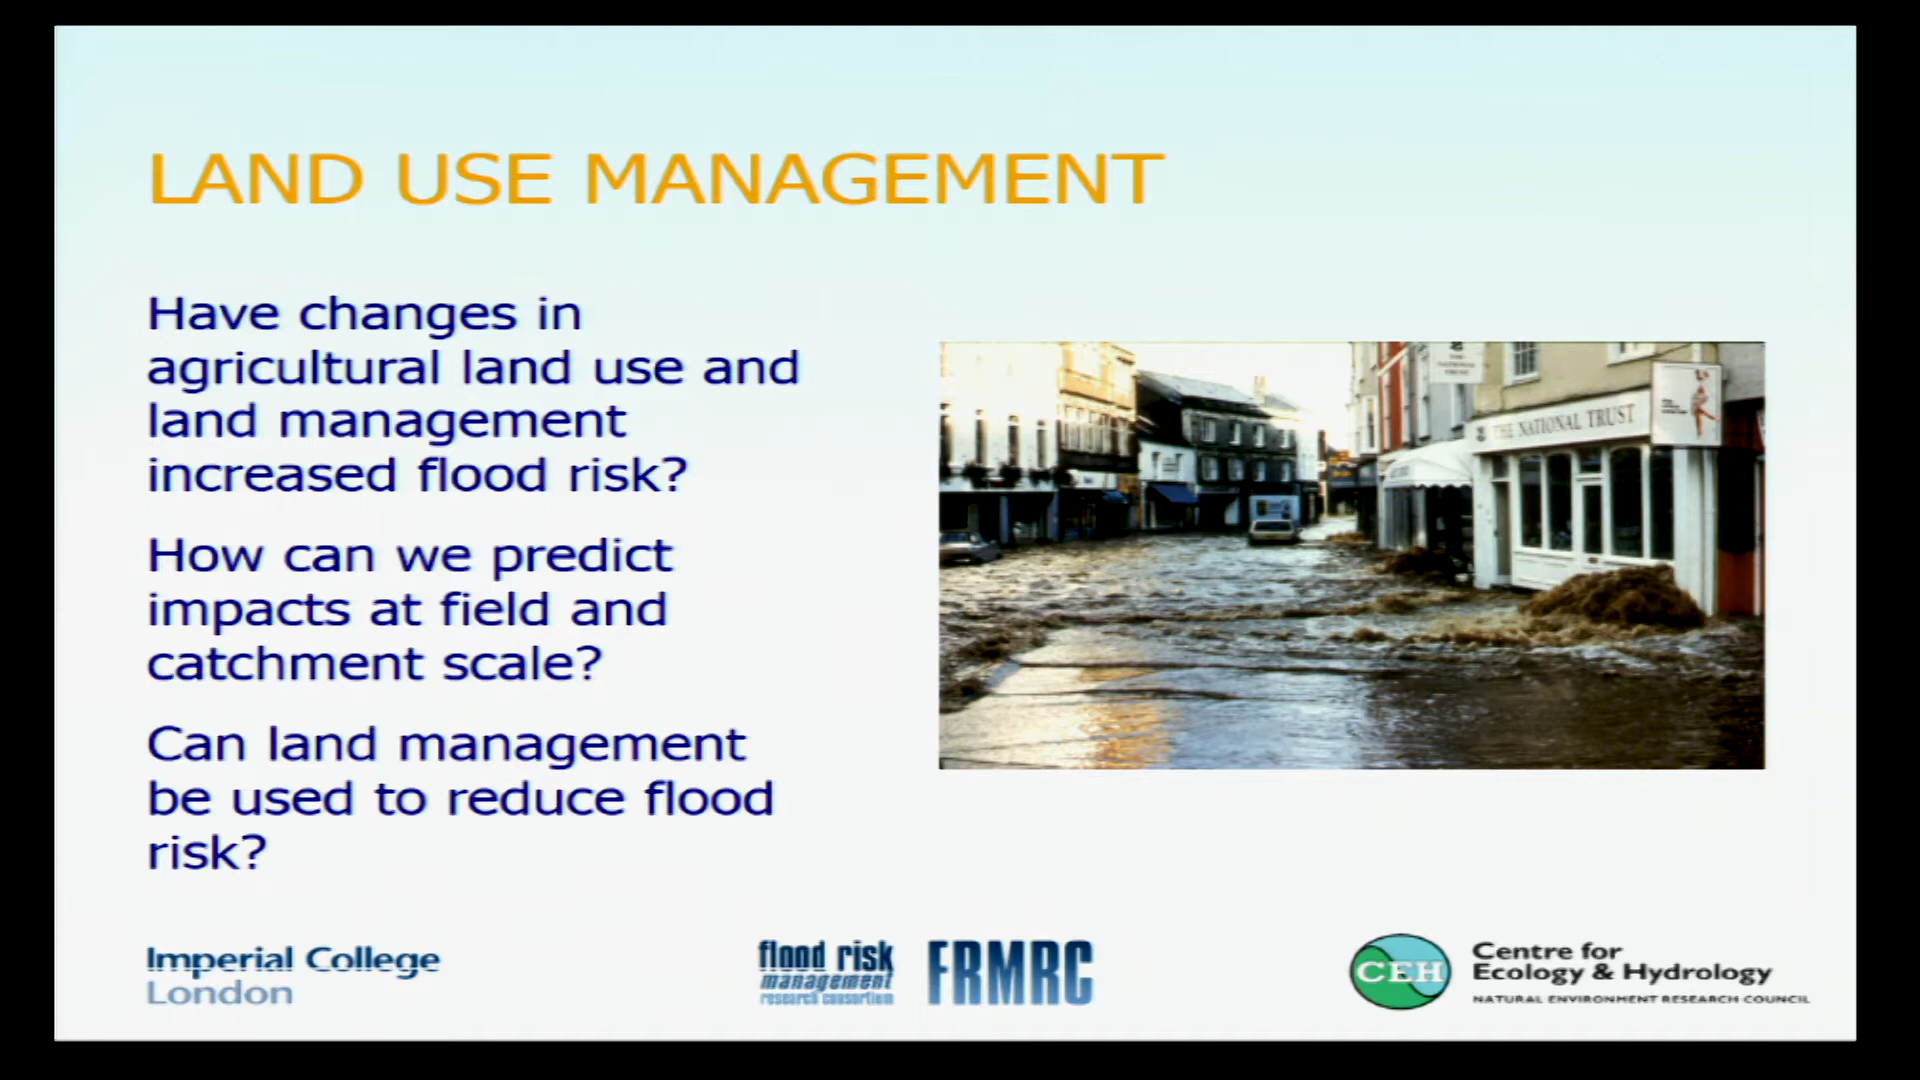 LAND USE MANAGEMENT
Have changes in
agricultural land use and
land management
increased flood risk?
How can we predict
impacts at field and
catchment scale?
Can land management
be used to reduce flood
risk?
THE NATIONAL TRUST
Imperial College
London
flood risk
management
research consortium
FRMRC
CEH
Centre for
Ecology & Hydrology
NATURAL ENVIRONMENT RESEARCH COUNCIL